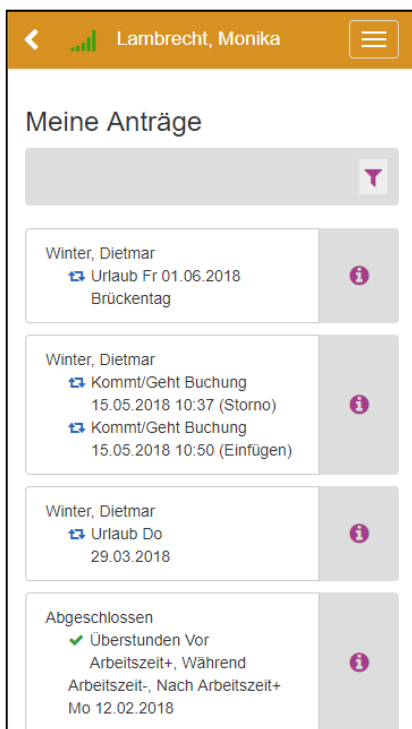 Lambrecht, Monika
Meine Anträge
Winter, Dietmar
Urlaub Fr 01.06.2018
Brückentag
Winter, Dietmar
Kommt/Geht Buchung
15.05.2018 10:37 (Storno)
Kommt/Geht Buchung
15.05.2018 10:50 (Einfügen)
Winter, Dietmar
Urlaub Do
29.03.2018
Abgeschlossen
Überstunden Vor
Arbeitszeit+, Während
Arbeitszeit-, Nach Arbeitszeit+
Mo 12.02.2018